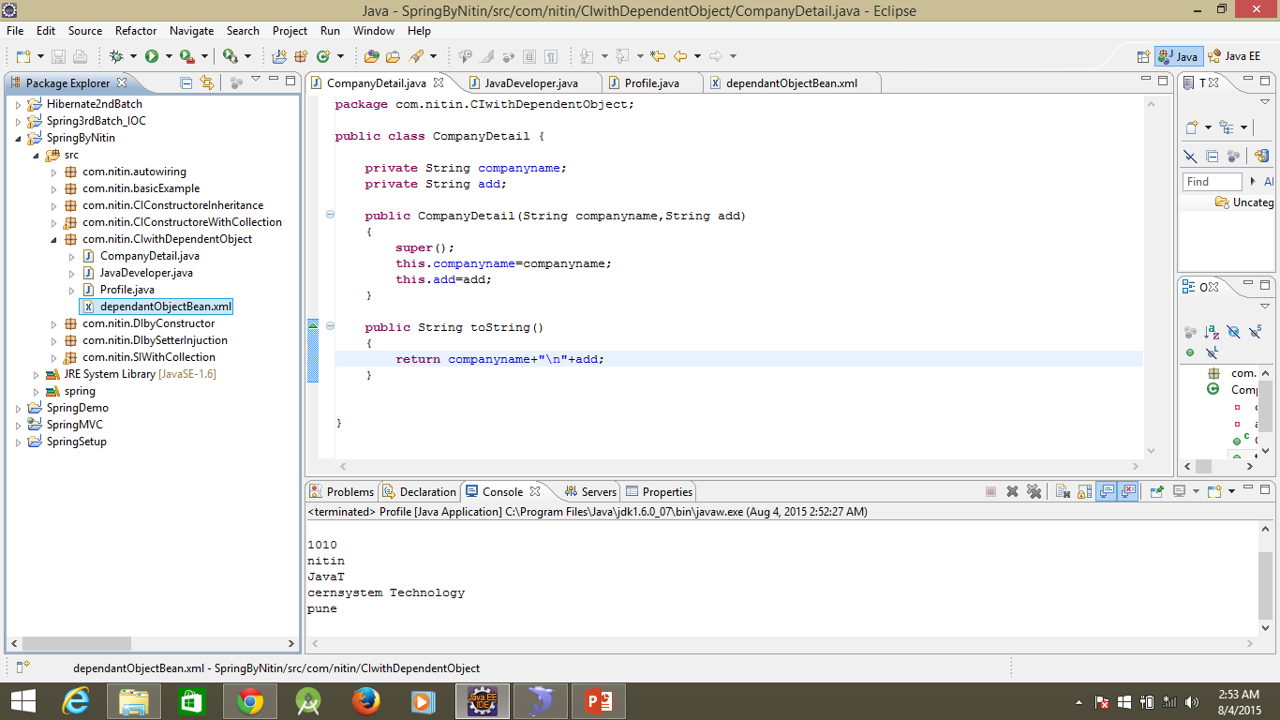 Java - SpringByNitin/src/com/nitin/CIwithDependentObject/CompanyDetail.java - Eclipse
File Edit Source Refactor Navigate Search Project Run Window Help
Java Java EE
Package Explorer
Hibernate2ndBatch
Spring3rdBatch_IOC
SpringByNitin
src
com.nitin.autowiring
com.nitin.basicExample
com.nitin.CIConstructoreInheritance
com.nitin.CIConstructoreWithCollection
com.nitin.CIwithDependentObject
CompanyDetail.java
JavaDeveloper.java
Profile.java
dependantObjectBean.xml
com.nitin.DIbyConstructor
com.nitin.DIbySetterInjuction
com.nitin.SIWithCollection
JRE System Library [JavaSE-1.6]
spring
SpringDemo
SpringMVC
SpringSetup
CompanyDetail.java JavaDeveloper.java Profile.java dependantObjectBean.xml
package com.nitin.CIwithDependentObject;
public class CompanyDetail {
private String companyname;
private String add;
public CompanyDetail(String companyname,String add)
{
super();
this.companyname=companyname;
this.add=add;
}
public String toString()
{
return companyname+"\n"+add;
}
}
T
Find Al
Uncateg
O
com.
Comp
Problems Declaration Console Servers Properties
<terminated> Profile [Java Application] C:\Program Files\Java\jdk1.6.0_07\bin\javaw.exe (Aug 4, 2015 2:52:27 AM)
1010
nitin
JavaT
cernsystem Technology
pune
dependantObjectBean.xml - SpringByNitin/src/com/nitin/CIwithDependentObject
Java EE
IDE
2:53 AM
8/4/2015